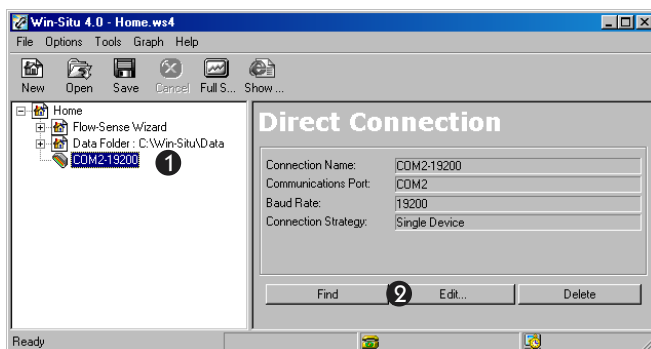 Win-Situ 4.0 - Home.ws4
File Options Tools Graph Help
New Open Save Cancel Full S... Show ...
Home
Flow-Sense Wizard
Data Folder : C:\Win-Situ\Data
COM2-19200 1
Direct Connection
Connection Name: COM2-19200
Communications Port: COM2
Baud Rate: 19200
Connection Strategy: Single Device
Find 2 Edit... Delete
Ready